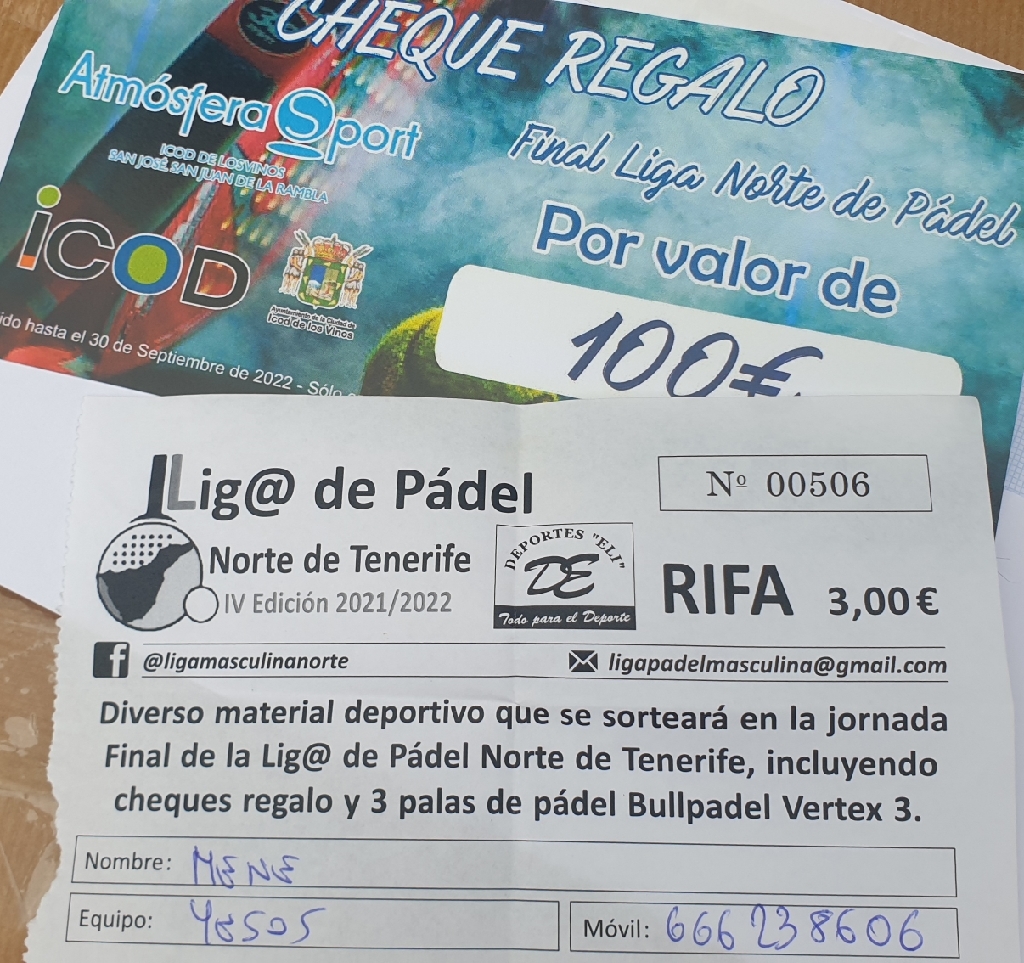 CHEQUE REGALO
Atmósfera Sport
ICOD DE LOS VINOS
SAN JOSÉ, SAN JUAN DE LA RAMBLA
Final Liga Norte de Pádel
Por valor de
100€
iCOD
Ayuntamiento de la Ciudad de
Icod de los Vinos
ido hasta el 30 de Septiembre de 2022 - Sólo
Lig@ de Pádel
Nº 00506
Norte de Tenerife
IV Edición 2021/2022
DEPORTES "ELI"
DE
Todo para el Deporte
RIFA 3,00€
@ligamasculinanorte
ligapadelmasculina@gmail.com
Diverso material deportivo que se sorteará en la jornada
Final de la Lig@ de Pádel Norte de Tenerife, incluyendo
cheques regalo y 3 palas de pádel Bullpadel Vertex 3.
Nombre: MENE
Equipo: YESOS
Móvil: 666238606